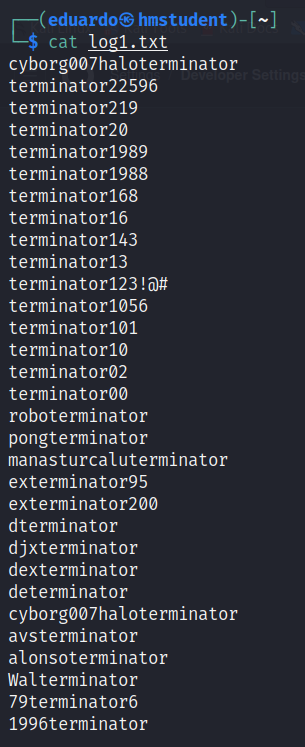 ┌──(eduardo㉿hmstudent)-[~]
└─$ cat log1.txt
cyborg007haloterminator
terminator22596
terminator219
terminator20
terminator1989
terminator1988
terminator168
terminator16
terminator143
terminator13
terminator123!@#
terminator1056
terminator101
terminator10
terminator02
terminator00
roboterminator
pongterminator
manasturcaluterminator
exterminator95
exterminator200
dterminator
djxterminator
dexterminator
determinator
cyborg007haloterminator
avsterminator
alonsoterminator
Walterminator
79terminator6
1996terminator